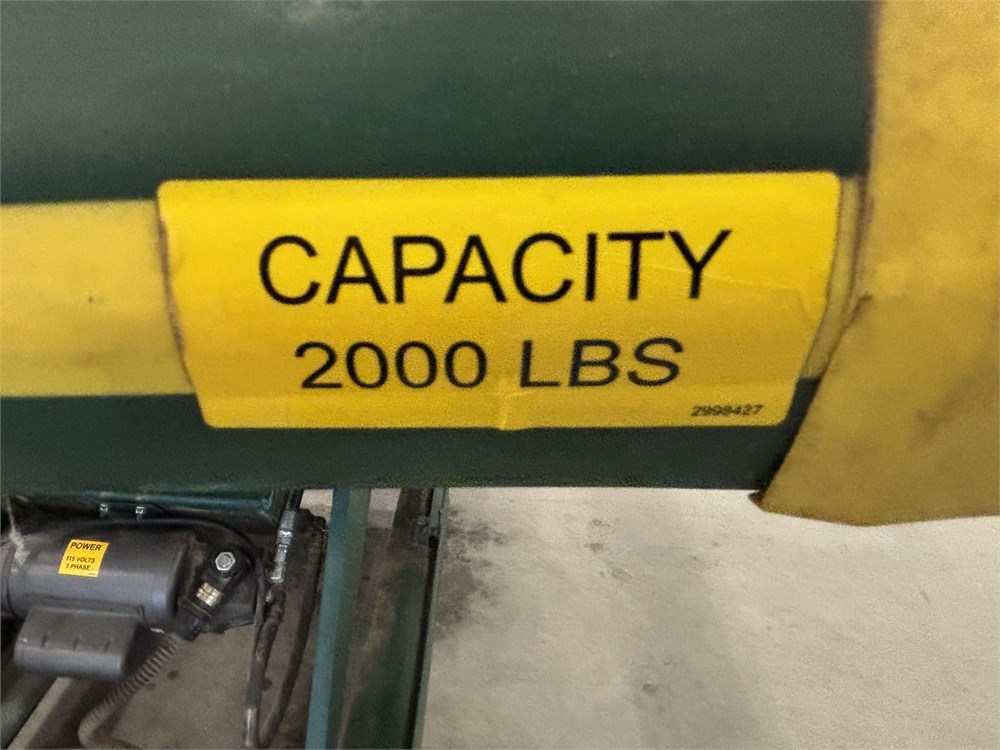 CAPACITY
2000 LBS
2998427
POWER
115 VOLTS
1 PHASE